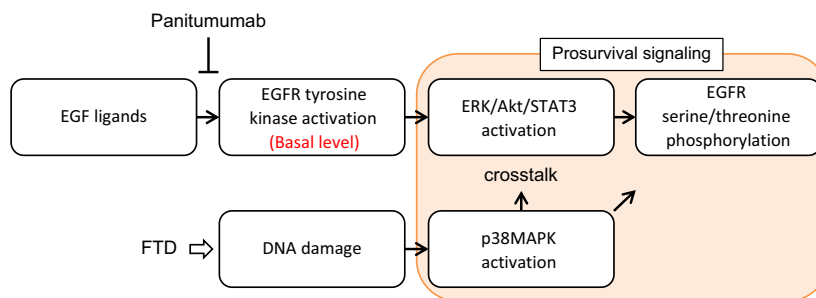 Panitumumab
Prosurvival signaling
EGF ligands
EGFR tyrosine
kinase activation
(Basal level)
ERK/Akt/STAT3
activation
EGFR
serine/threonine
phosphorylation
crosstalk
FTD
DNA damage
p38MAPK
activation